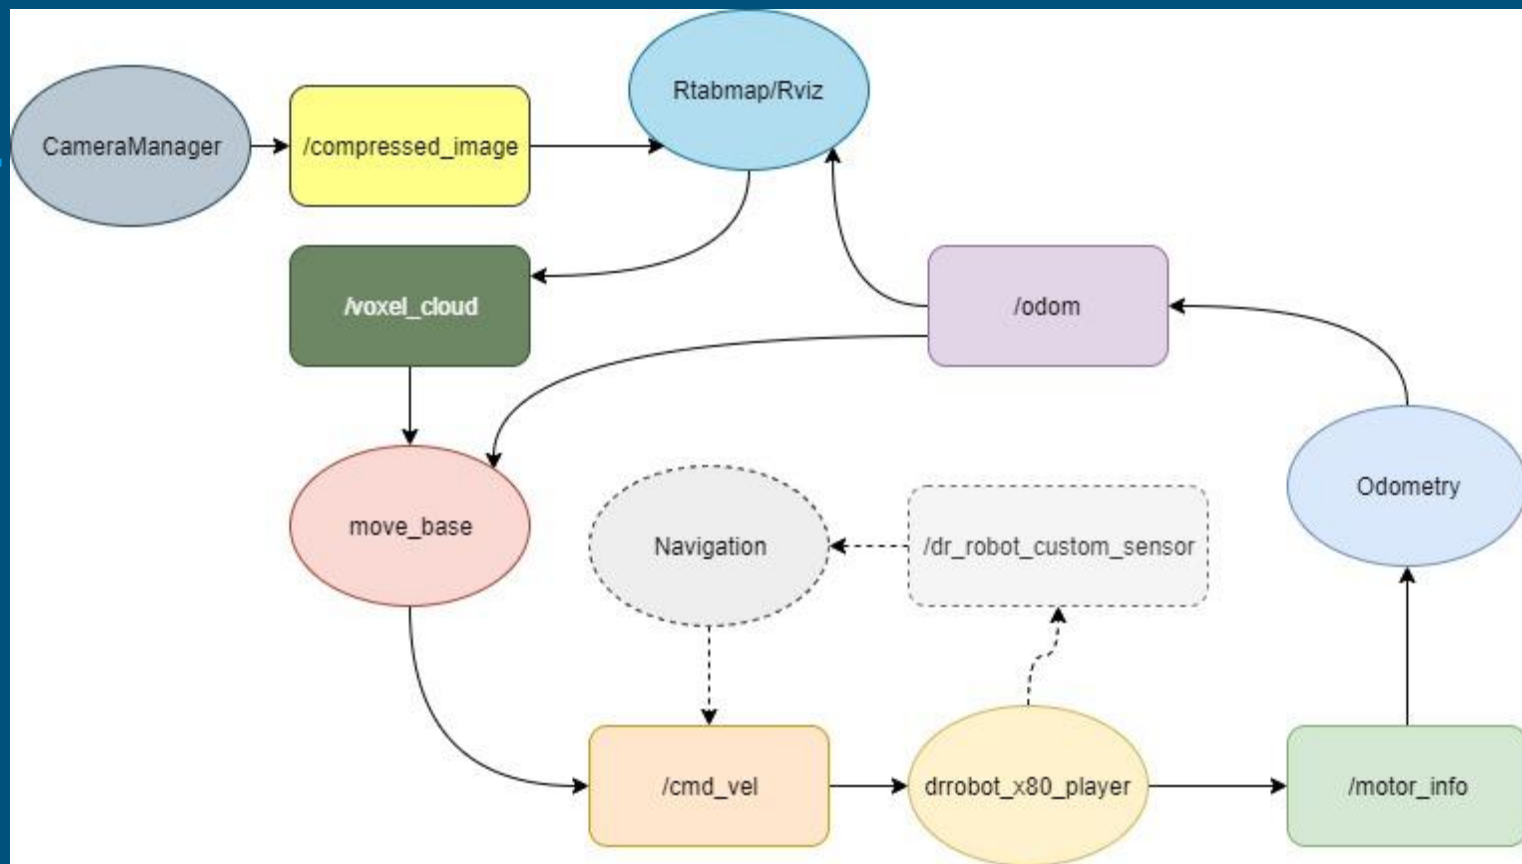 Rtabmap/Rviz
CameraManager
/compressed_image
/voxel_cloud
/odom
Odometry
move_base
Navigation
/dr_robot_custom_sensor
/cmd_vel
drrobot_x80_player
/motor_info